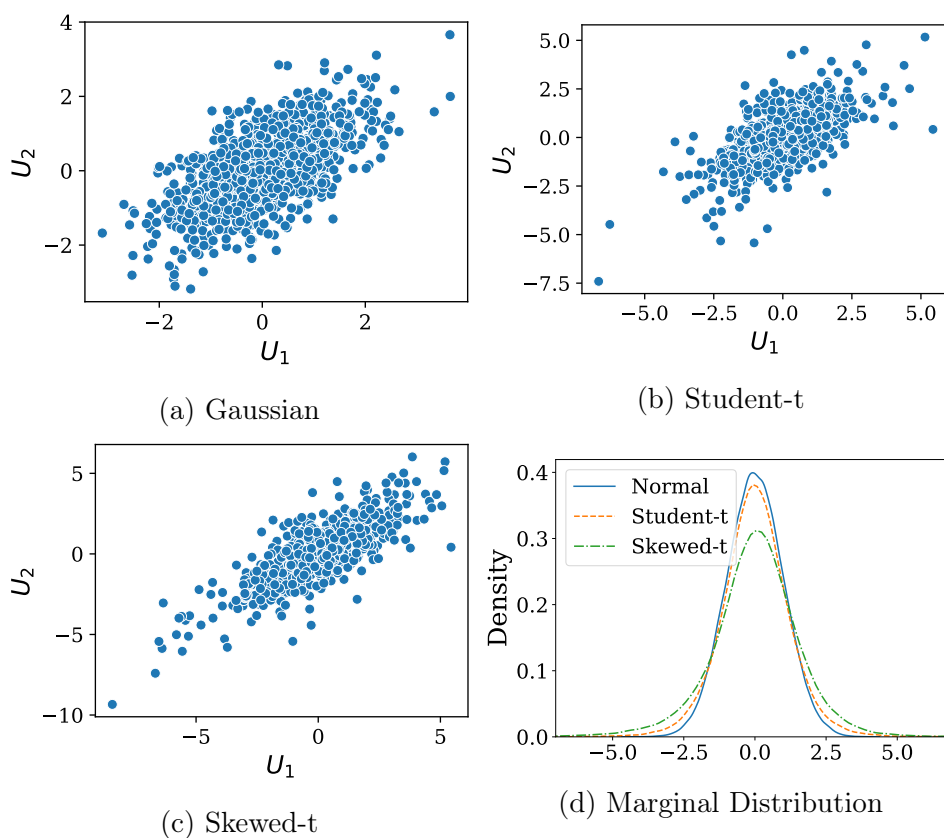 4
2
0
−2
U2
−2
0
2
U1
(a) Gaussian
5.0
2.5
0.0
−2.5
−5.0
−7.5
U2
−5.0
−2.5
0.0
2.5
5.0
U1
(b) Student-t
5
0
−5
−10
U2
−5
0
5
U1
(c) Skewed-t
0.4
0.3
0.2
0.1
0.0
Density
Normal
Student-t
Skewed-t
−5.0
−2.5
0.0
2.5
5.0
(d) Marginal Distribution